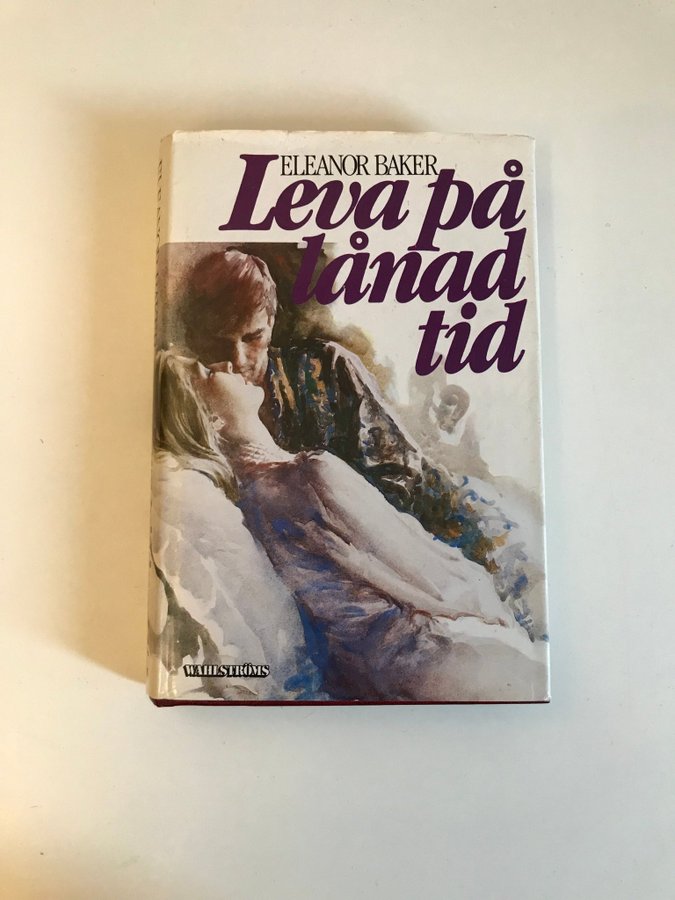 ELEANOR BAKER
Leva på
lånad
tid
WAHLSTRÖMS